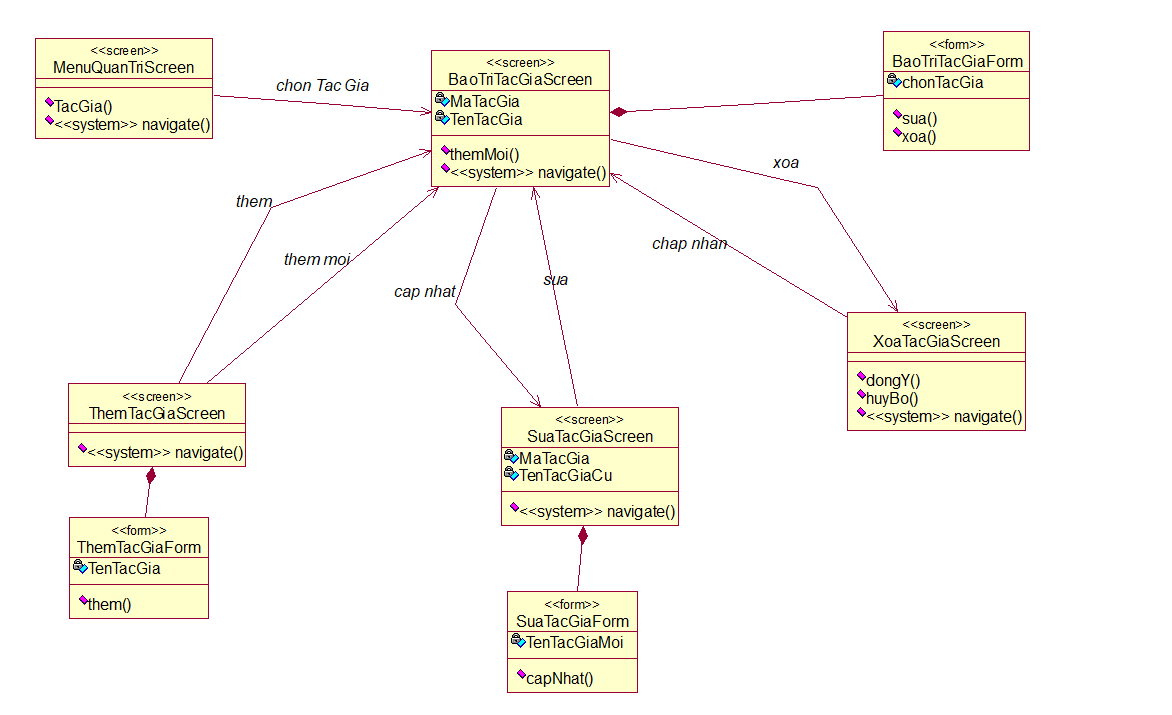 <<screen>>
MenuQuanTriScreen
TacGia()
<<system>> navigate()
chon Tac Gia
<<screen>>
BaoTriTacGiaScreen
MaTacGia
TenTacGia
themMoi()
<<system>> navigate()
<<form>>
BaoTriTacGiaForm
chonTacGia
sua()
xoa()
them
them moi
cap nhat
sua
chap nhan
xoa
<<screen>>
XoaTacGiaScreen
dongY()
huyBo()
<<system>> navigate()
<<screen>>
ThemTacGiaScreen
<<system>> navigate()
<<screen>>
SuaTacGiaScreen
MaTacGia
TenTacGiaCu
<<system>> navigate()
<<form>>
ThemTacGiaForm
TenTacGia
them()
<<form>>
SuaTacGiaForm
TenTacGiaMoi
capNhat()